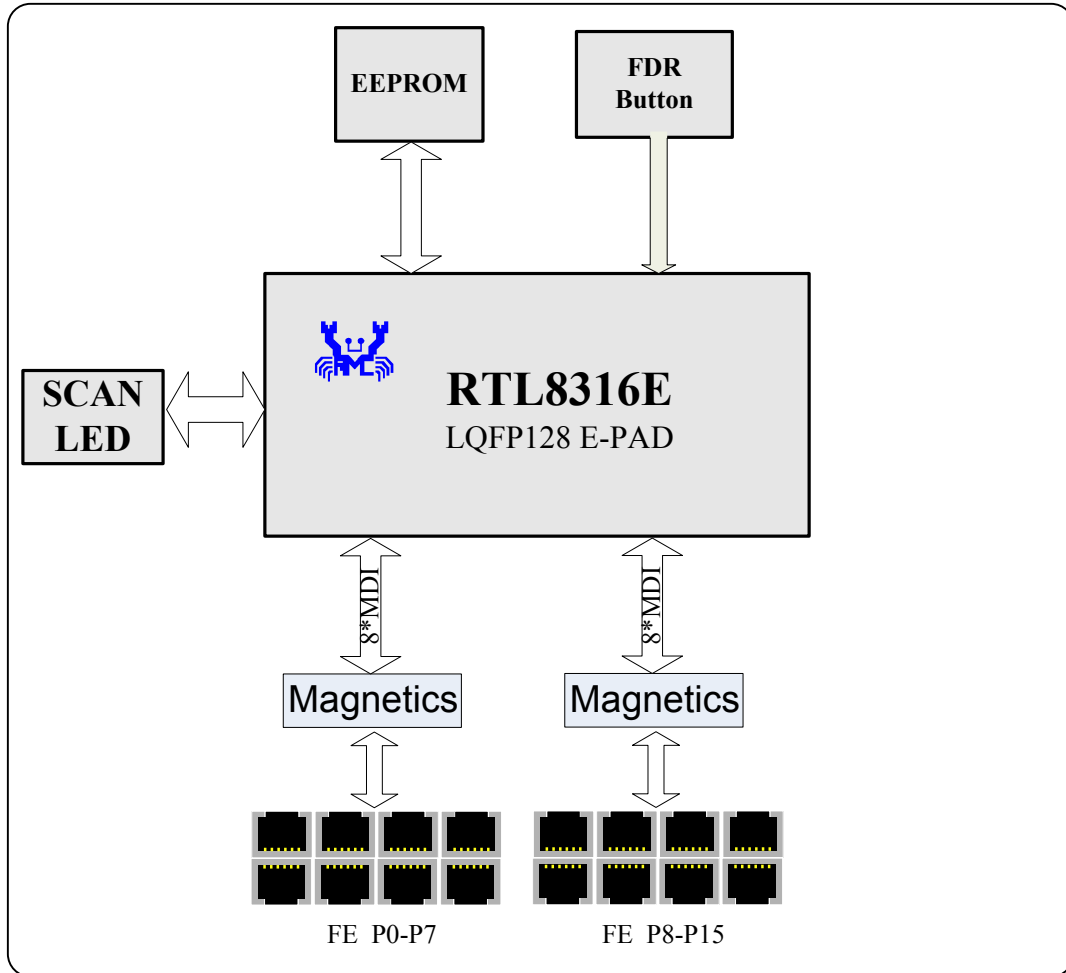 EEPROM
FDR
Button
RTL8316E
LQFP128 E-PAD
SCAN
LED
8*MDI
8*MDI
Magnetics
Magnetics
FE P0-P7
FE P8-P15